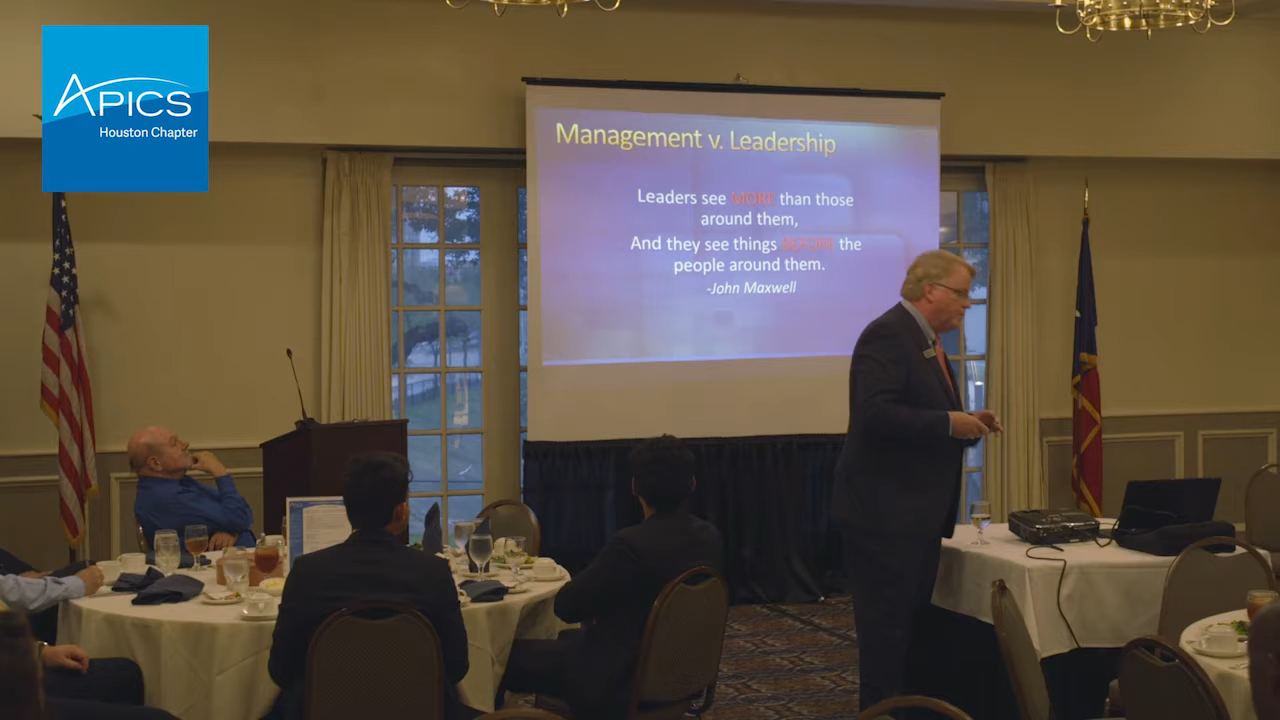 APICS
Houston Chapter
Management v. Leadership
Leaders see MORE than those
around them,
And they see things BEFORE the
people around them.
-John Maxwell